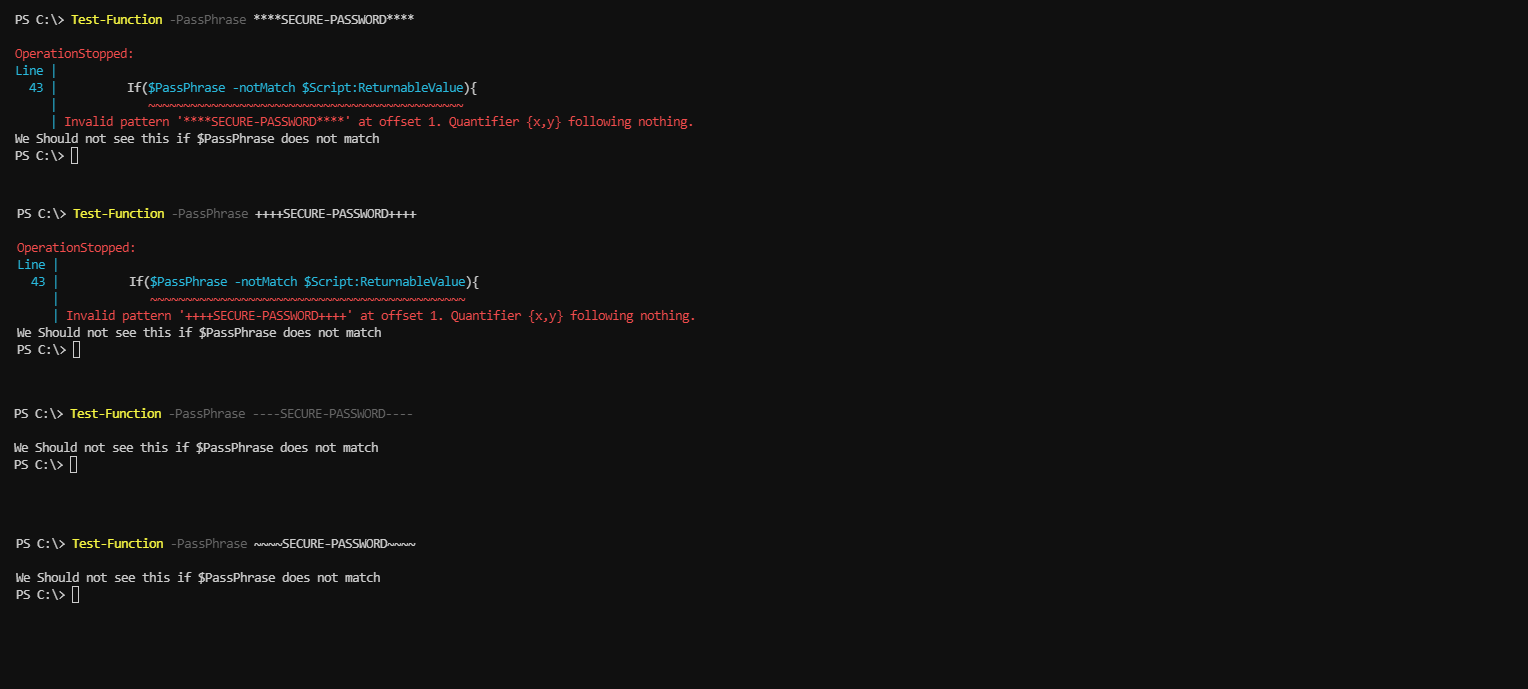 PS C:\> Test-Function -PassPhrase ****SECURE-PASSWORD****
OperationStopped:
Line |
43 | If($PassPhrase -notMatch $Script:ReturnableValue){
| ~~~~~~~~~~~~~~~~~~~~~~~~~~~~~~~~~~~~~~~~~~~~~
| Invalid pattern '****SECURE-PASSWORD****' at offset 1. Quantifier {x,y} following nothing.
We Should not see this if $PassPhrase does not match
PS C:\>
PS C:\> Test-Function -PassPhrase ++++SECURE-PASSWORD++++
OperationStopped:
Line |
43 | If($PassPhrase -notMatch $Script:ReturnableValue){
| ~~~~~~~~~~~~~~~~~~~~~~~~~~~~~~~~~~~~~~~~~~~~~
| Invalid pattern '++++SECURE-PASSWORD++++' at offset 1. Quantifier {x,y} following nothing.
We Should not see this if $PassPhrase does not match
PS C:\>
PS C:\> Test-Function -PassPhrase ----SECURE-PASSWORD----
We Should not see this if $PassPhrase does not match
PS C:\>
PS C:\> Test-Function -PassPhrase ~~~~SECURE-PASSWORD~~~~
We Should not see this if $PassPhrase does not match
PS C:\>